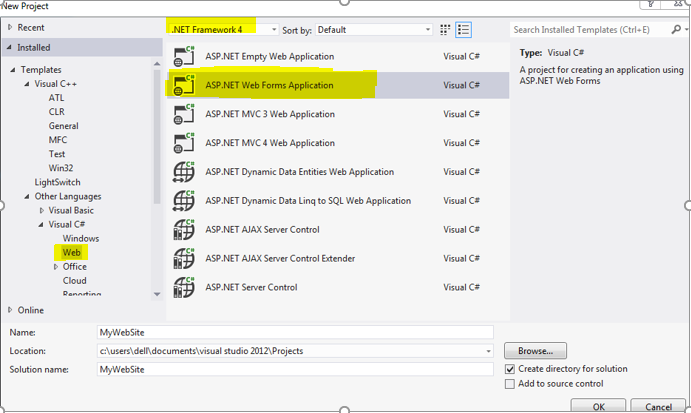 New Project
Recent
Installed
Templates
Visual C++
ATL
CLR
General
MFC
Test
Win32
LightSwitch
Other Languages
Visual Basic
Visual C#
Windows
Web
Office
Cloud
Reporting
Online
.NET Framework 4 Sort by: Default
ASP.NET Empty Web Application Visual C#
ASP.NET Web Forms Application Visual C#
ASP.NET MVC 3 Web Application Visual C#
ASP.NET MVC 4 Web Application Visual C#
ASP.NET Dynamic Data Entities Web Application Visual C#
ASP.NET Dynamic Data Linq to SQL Web Application Visual C#
ASP.NET AJAX Server Control Visual C#
ASP.NET AJAX Server Control Extender Visual C#
ASP.NET Server Control Visual C#
Search Installed Templates (Ctrl+E)
Type: Visual C#
A project for creating an application using
ASP.NET Web Forms
Name: MyWebSite
Location: c:\users\dell\documents\visual studio 2012\Projects Browse...
Solution name: MyWebSite
Create directory for solution
Add to source control
OK Cancel